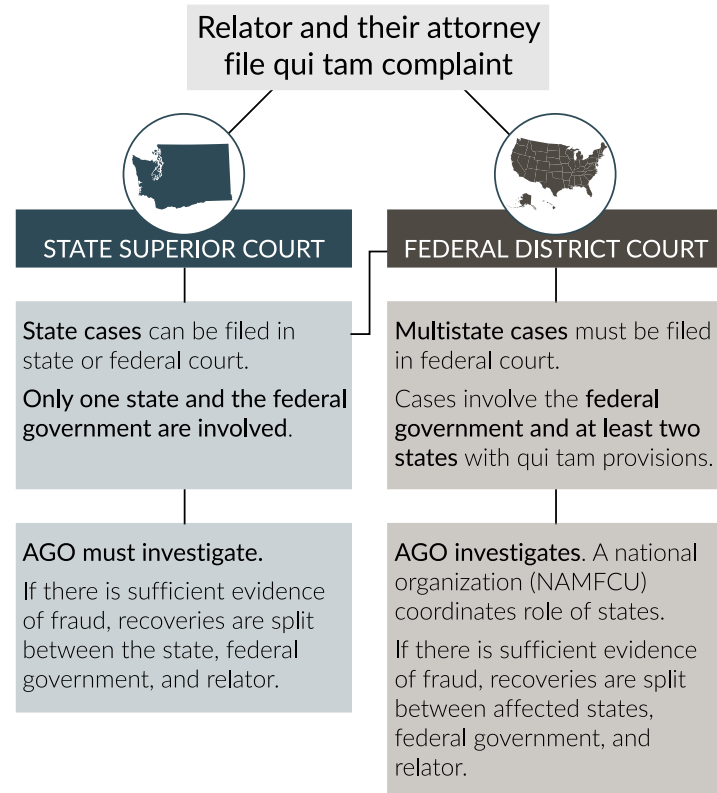 Relator and their attorney
file qui tam complaint
STATE SUPERIOR COURT
State cases can be filed in
state or federal court.
Only one state and the federal
government are involved.
AGO must investigate.
If there is sufficient evidence
of fraud, recoveries are split
between the state, federal
government, and relator.
FEDERAL DISTRICT COURT
Multistate cases must be filed
in federal court.
Cases involve the federal
government and at least two
states with qui tam provisions.
AGO investigates. A national
organization (NAMFCU)
coordinates role of states.
If there is sufficient evidence
of fraud, recoveries are split
between affected states,
federal government, and
relator.